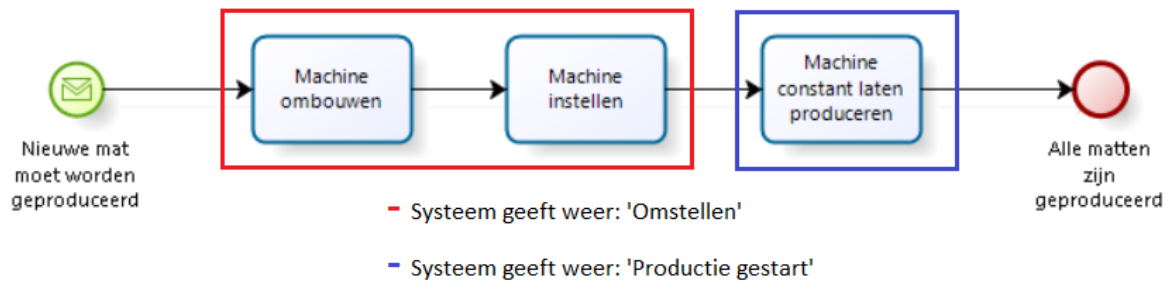 Machine
ombouwen
Machine
instellen
Machine
constant laten
produceren
Nieuwe mat
moet worden
geproduceerd
Alle matten
zijn
geproduceerd
Systeem geeft weer: 'Omstellen'
Systeem geeft weer: 'Productie gestart'